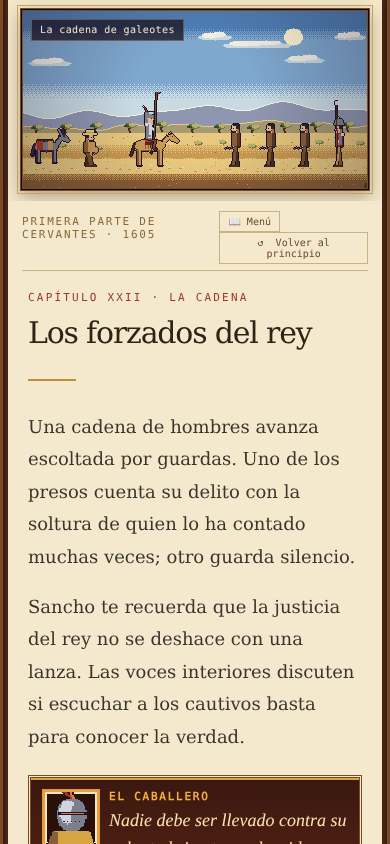 La cadena de galeotes
PRIMERA PARTE DE
CERVANTES · 1605
📖 Menú
↺ Volver al
principio
CAPÍTULO XXII · LA CADENA
Los forzados del rey
Una cadena de hombres avanza
escoltada por guardas. Uno de los
presos cuenta su delito con la
soltura de quien lo ha contado
muchas veces; otro guarda silencio.
Sancho te recuerda que la justicia
del rey no se deshace con una
lanza. Las voces interiores discuten
si escuchar a los cautivos basta
para conocer la verdad.
EL CABALLERO
Nadie debe ser llevado contra su